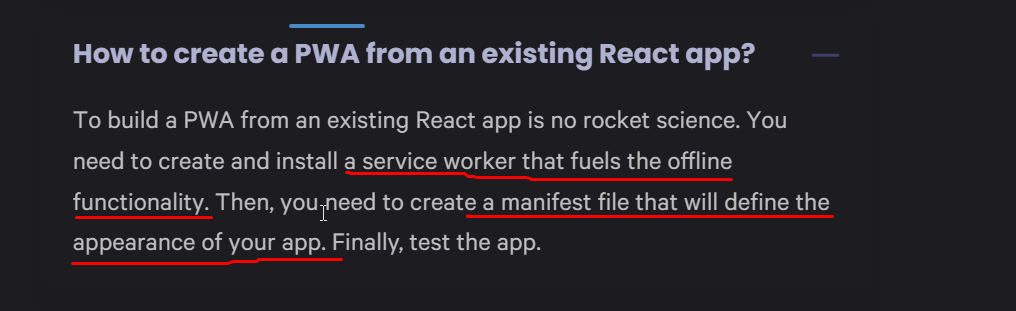 How to create a PWA from an existing React app?
To build a PWA from an existing React app is no rocket science. You
need to create and install a service worker that fuels the offline
functionality. Then, you need to create a manifest file that will define the
appearance of your app. Finally, test the app.